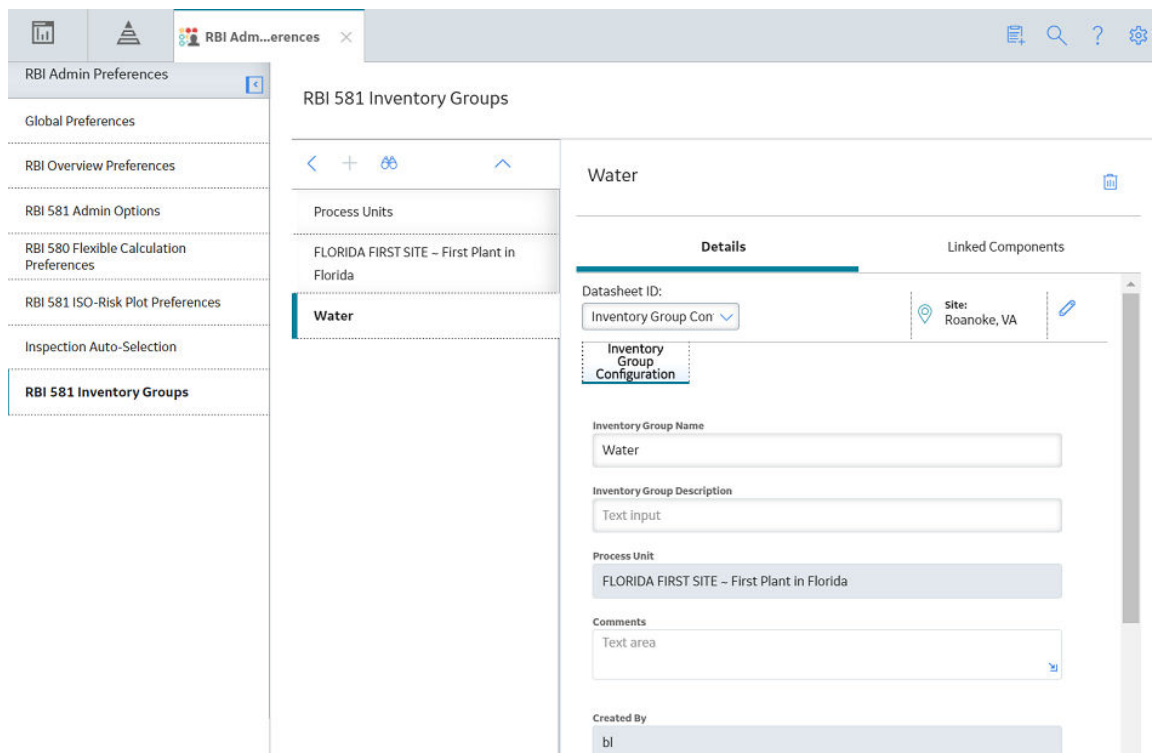 RBI Adm...erences
RBI Admin Preferences
Global Preferences
RBI Overview Preferences
RBI 581 Admin Options
RBI 580 Flexible Calculation
Preferences
RBI 581 ISO-Risk Plot Preferences
Inspection Auto-Selection
RBI 581 Inventory Groups
RBI 581 Inventory Groups
Process Units
FLORIDA FIRST SITE ~ First Plant in
Florida
Water
Water
Details
Linked Components
Datasheet ID:
Inventory Group Con
Site:
Roanoke, VA
Inventory
Group
Configuration
Inventory Group Name
Water
Inventory Group Description
Text input
Process Unit
FLORIDA FIRST SITE ~ First Plant in Florida
Comments
Text area
Created By
bl